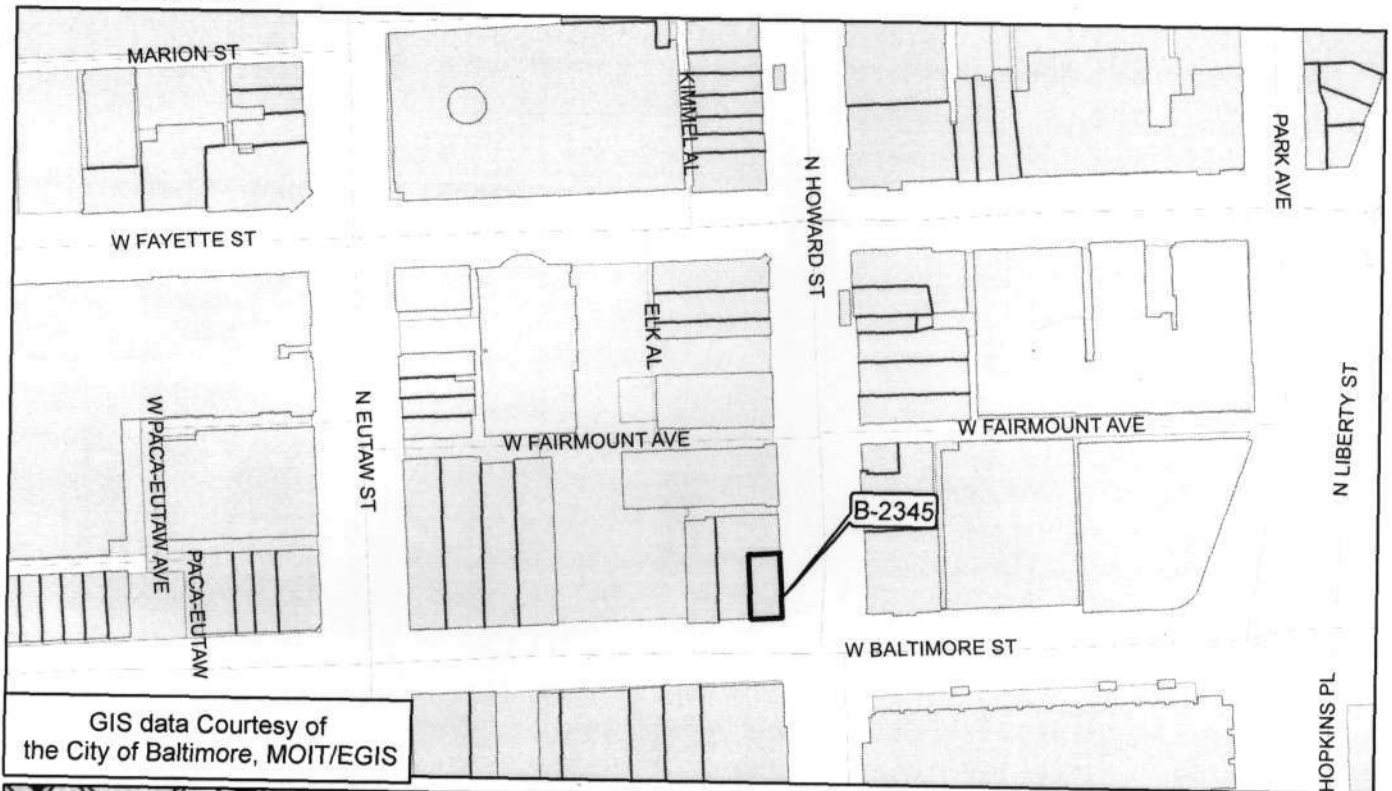 MARION ST
KIMMEL AL
N HOWARD ST
PARK AVE
W FAYETTE ST
ELK AL
N LIBERTY ST
N EUTAW ST
W PACA-EUTAW AVE
W FAIRMOUNT AVE
W FAIRMOUNT AVE
B-2345
PACA-EUTAW
W BALTIMORE ST
HOPKINS PL
GIS data Courtesy of
the City of Baltimore, MOIT/EGIS